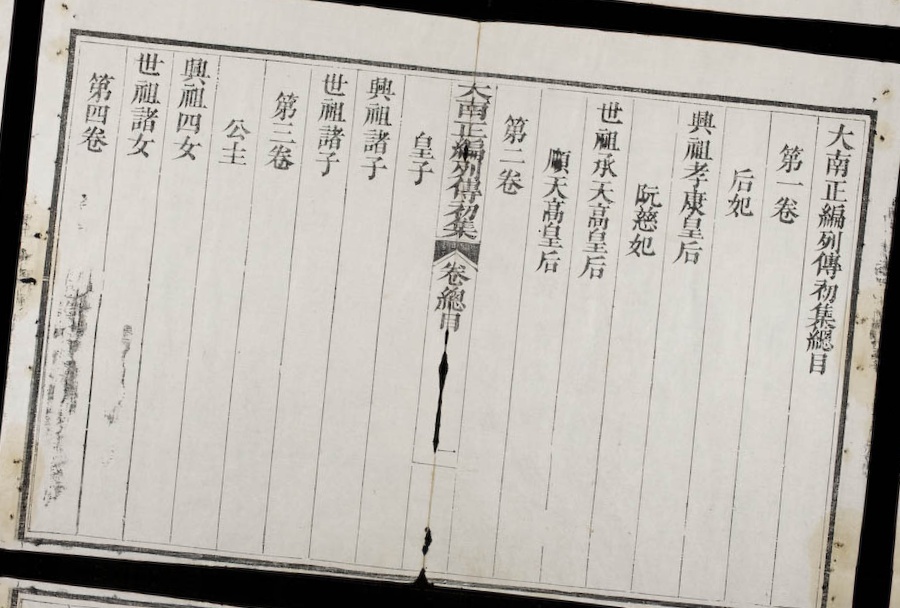 大南正編列傳初集總目
第一卷
后妃
興祖孝康皇后
阮慈妃
世祖承天高皇后
順天高皇后
第二卷
大南正編列傳初集 卷總目 一
皇子
興祖諸子
世祖諸子
第三卷
公主
興祖四女
世祖諸女
第四卷